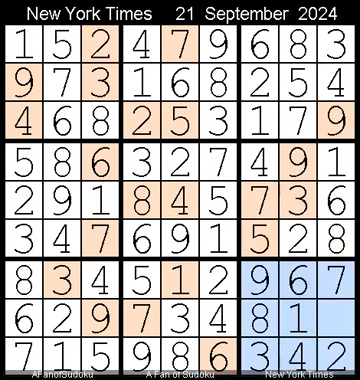 New York Times 21 September 2024
1 5 2 4 7 9 6 8 3
9 7 3 1 6 8 2 5 4
4 6 8 2 5 3 1 7 9
5 8 6 3 2 7 4 9 1
2 9 1 8 4 5 7 3 6
3 4 7 6 9 1 5 2 8
8 3 4 5 1 2 9 6 7
6 2 9 7 3 4 8 1
7 1 5 9 8 6 3 4 2
AFanofSudoku A Fan of Sudoku New York Times